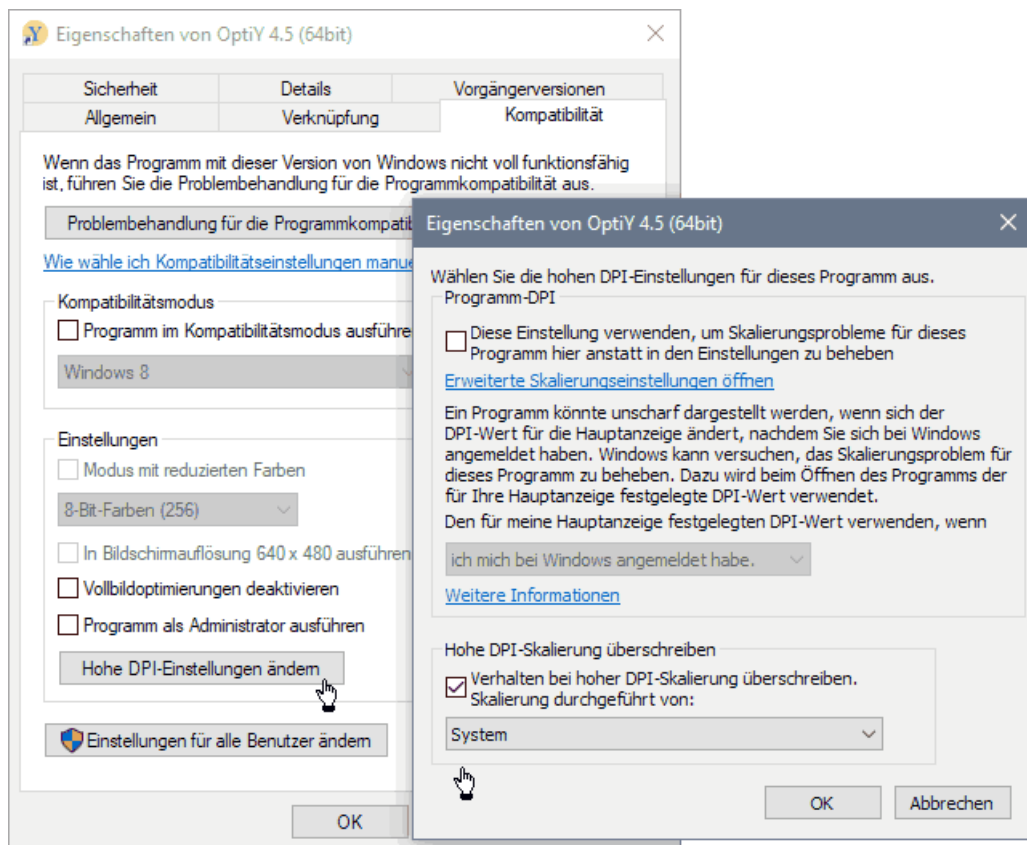 Eigenschaften von OptiY 4.5 (64bit)
Sicherheit Details Vorgängerversionen
Allgemein Verknüpfung Kompatibilität
Wenn das Programm mit dieser Version von Windows nicht voll funktionsfähig
ist, führen Sie die Problembehandlung für die Programmkompatibilität aus.
Problembehandlung für die Programmkompatib
Wie wähle ich Kompatibilitätseinstellungen manue
Kompatibilitätsmodus
Programm im Kompatibilitätsmodus ausführe
Windows 8
Einstellungen
Modus mit reduzierten Farben
8-Bit-Farben (256)
In Bildschirmauflösung 640 x 480 ausführen
Vollbildoptimierungen deaktivieren
Programm als Administrator ausführen
Hohe DPI-Einstellungen ändern
Einstellungen für alle Benutzer ändern
OK
Eigenschaften von OptiY 4.5 (64bit)
Wählen Sie die hohen DPI-Einstellungen für dieses Programm aus.
Programm-DPI
Diese Einstellung verwenden, um Skalierungsprobleme für dieses
Programm hier anstatt in den Einstellungen zu beheben
Erweiterte Skalierungseinstellungen öffnen
Ein Programm könnte unscharf dargestellt werden, wenn sich der
DPI-Wert für die Hauptanzeige ändert, nachdem Sie sich bei Windows
angemeldet haben. Windows kann versuchen, das Skalierungsproblem für
dieses Programm zu beheben. Dazu wird beim Öffnen des Programms der
für Ihre Hauptanzeige festgelegte DPI-Wert verwendet.
Den für meine Hauptanzeige festgelegten DPI-Wert verwenden, wenn
ich mich bei Windows angemeldet habe.
Weitere Informationen
Hohe DPI-Skalierung überschreiben
Verhalten bei hoher DPI-Skalierung überschreiben.
Skalierung durchgeführt von:
System
OK Abbrechen